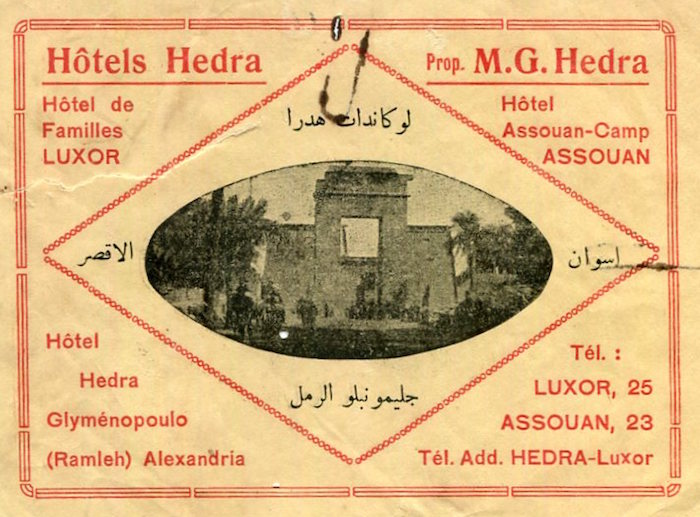 Hôtels Hedra
Prop. M.G. Hedra
Hôtel de
Familles
LUXOR
Hôtel
Assouan-Camp
ASSOUAN
لوكاندات هدرا
الاقصر
اسوان
جليمونبلو الرمل
Hôtel
Hedra
Glyménopoulo
(Ramleh) Alexandria
Tél. :
LUXOR, 25
ASSOUAN, 23
Tél. Add. HEDRA-Luxor